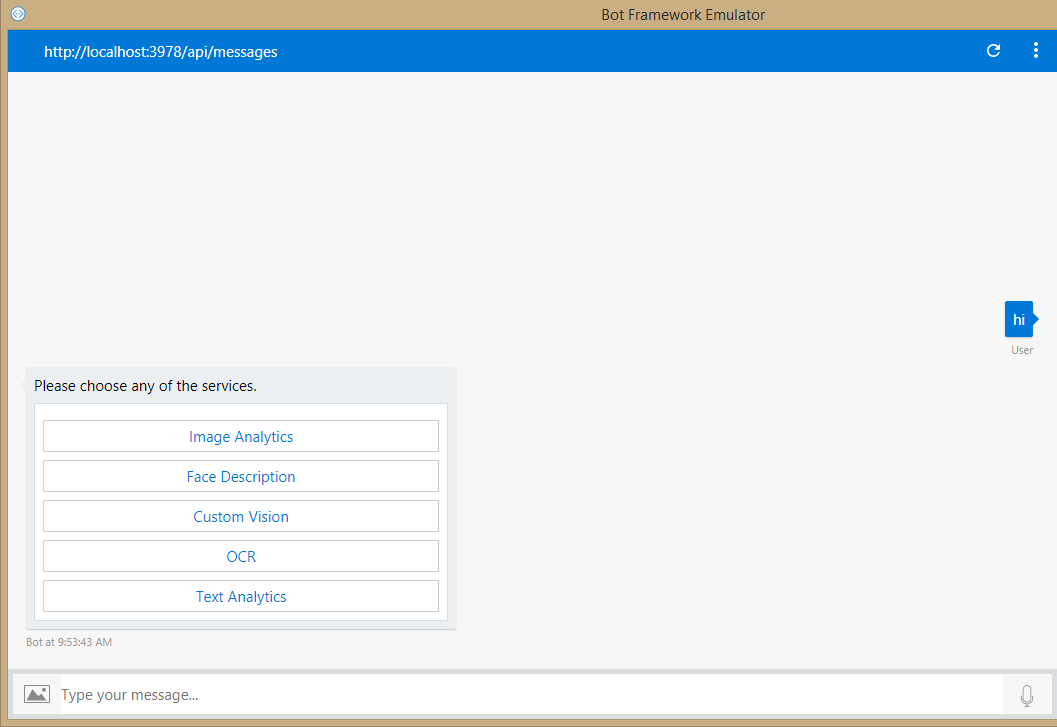 Bot Framework Emulator
http://localhost:3978/api/messages
hi
User
Please choose any of the services.
Image Analytics
Face Description
Custom Vision
OCR
Text Analytics
Bot at 9:53:43 AM
Type your message...